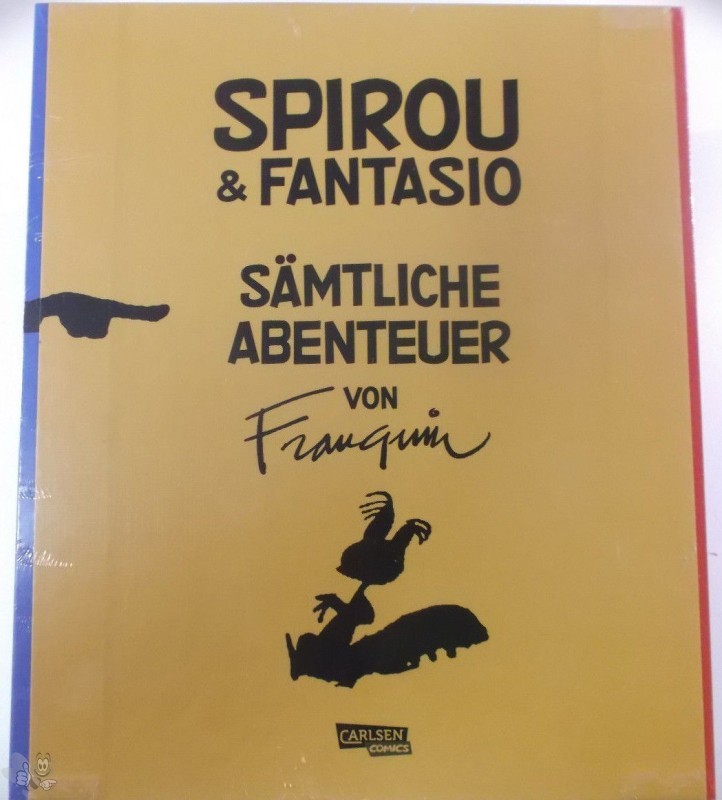 SPIROU
& FANTASIO
SÄMTLICHE
ABENTEUER
VON
Franquin
CARLSEN
COMICS